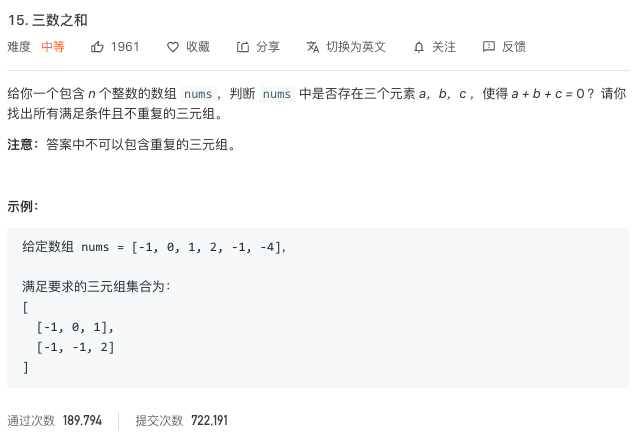 15. 三数之和
难度 中等 1961 收藏 分享 切换为英文 关注 反馈
给你一个包含 n 个整数的数组 nums，判断 nums 中是否存在三个元素 a，b，c ，使得 a + b + c = 0 ？请你
找出所有满足条件且不重复的三元组。
注意：答案中不可以包含重复的三元组。
示例：
给定数组 nums = [-1, 0, 1, 2, -1, -4]，
满足要求的三元组集合为：
[
[-1, 0, 1],
[-1, -1, 2]
]
通过次数 189,794 提交次数 722,191